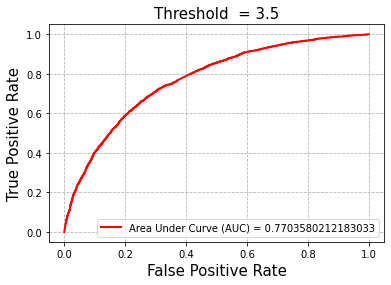 Threshold  = 3.5
True Positive Rate
1.0
0.8
0.6
0.4
0.2
0.0
Area Under Curve (AUC) = 0.7703580212183033
0.0 0.2 0.4 0.6 0.8 1.0
False Positive Rate